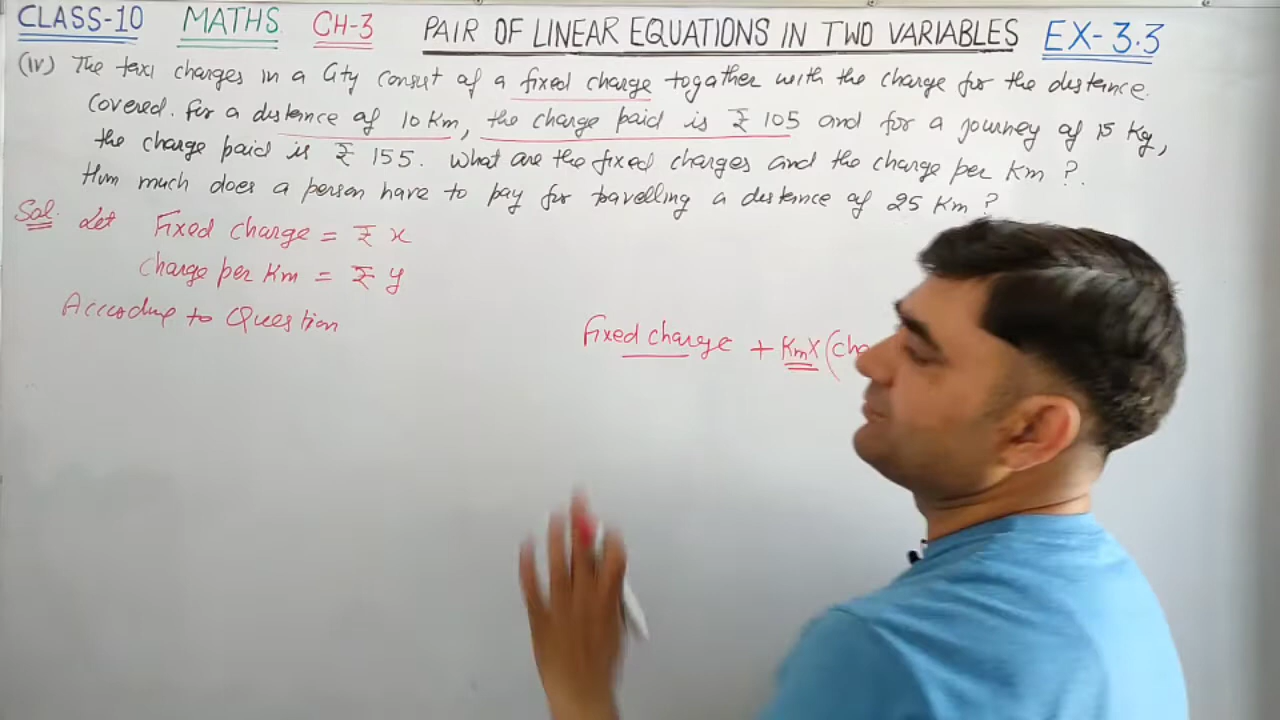 CLASS-10 MATHS. CH-3 PAIR OF LINEAR EQUATIONS IN TWO VARIABLES EX-3.3
(iv) The taxi charges in a City consist of a fixed charge togather with the charge for the distance
Covered. For a distance of 10 Km, the charge paid is ₹ 105 and for a journey of 15 Kg,
the charge paid is ₹ 155. What are the fixed charges and the charge per Km ?.
How much does a person have to pay for travelling a distance of 25 Km ?
Sol. Let Fixed charge = ₹ x
Charge per Km = ₹ y
According to Question
Fixed charge + Km X (Cha